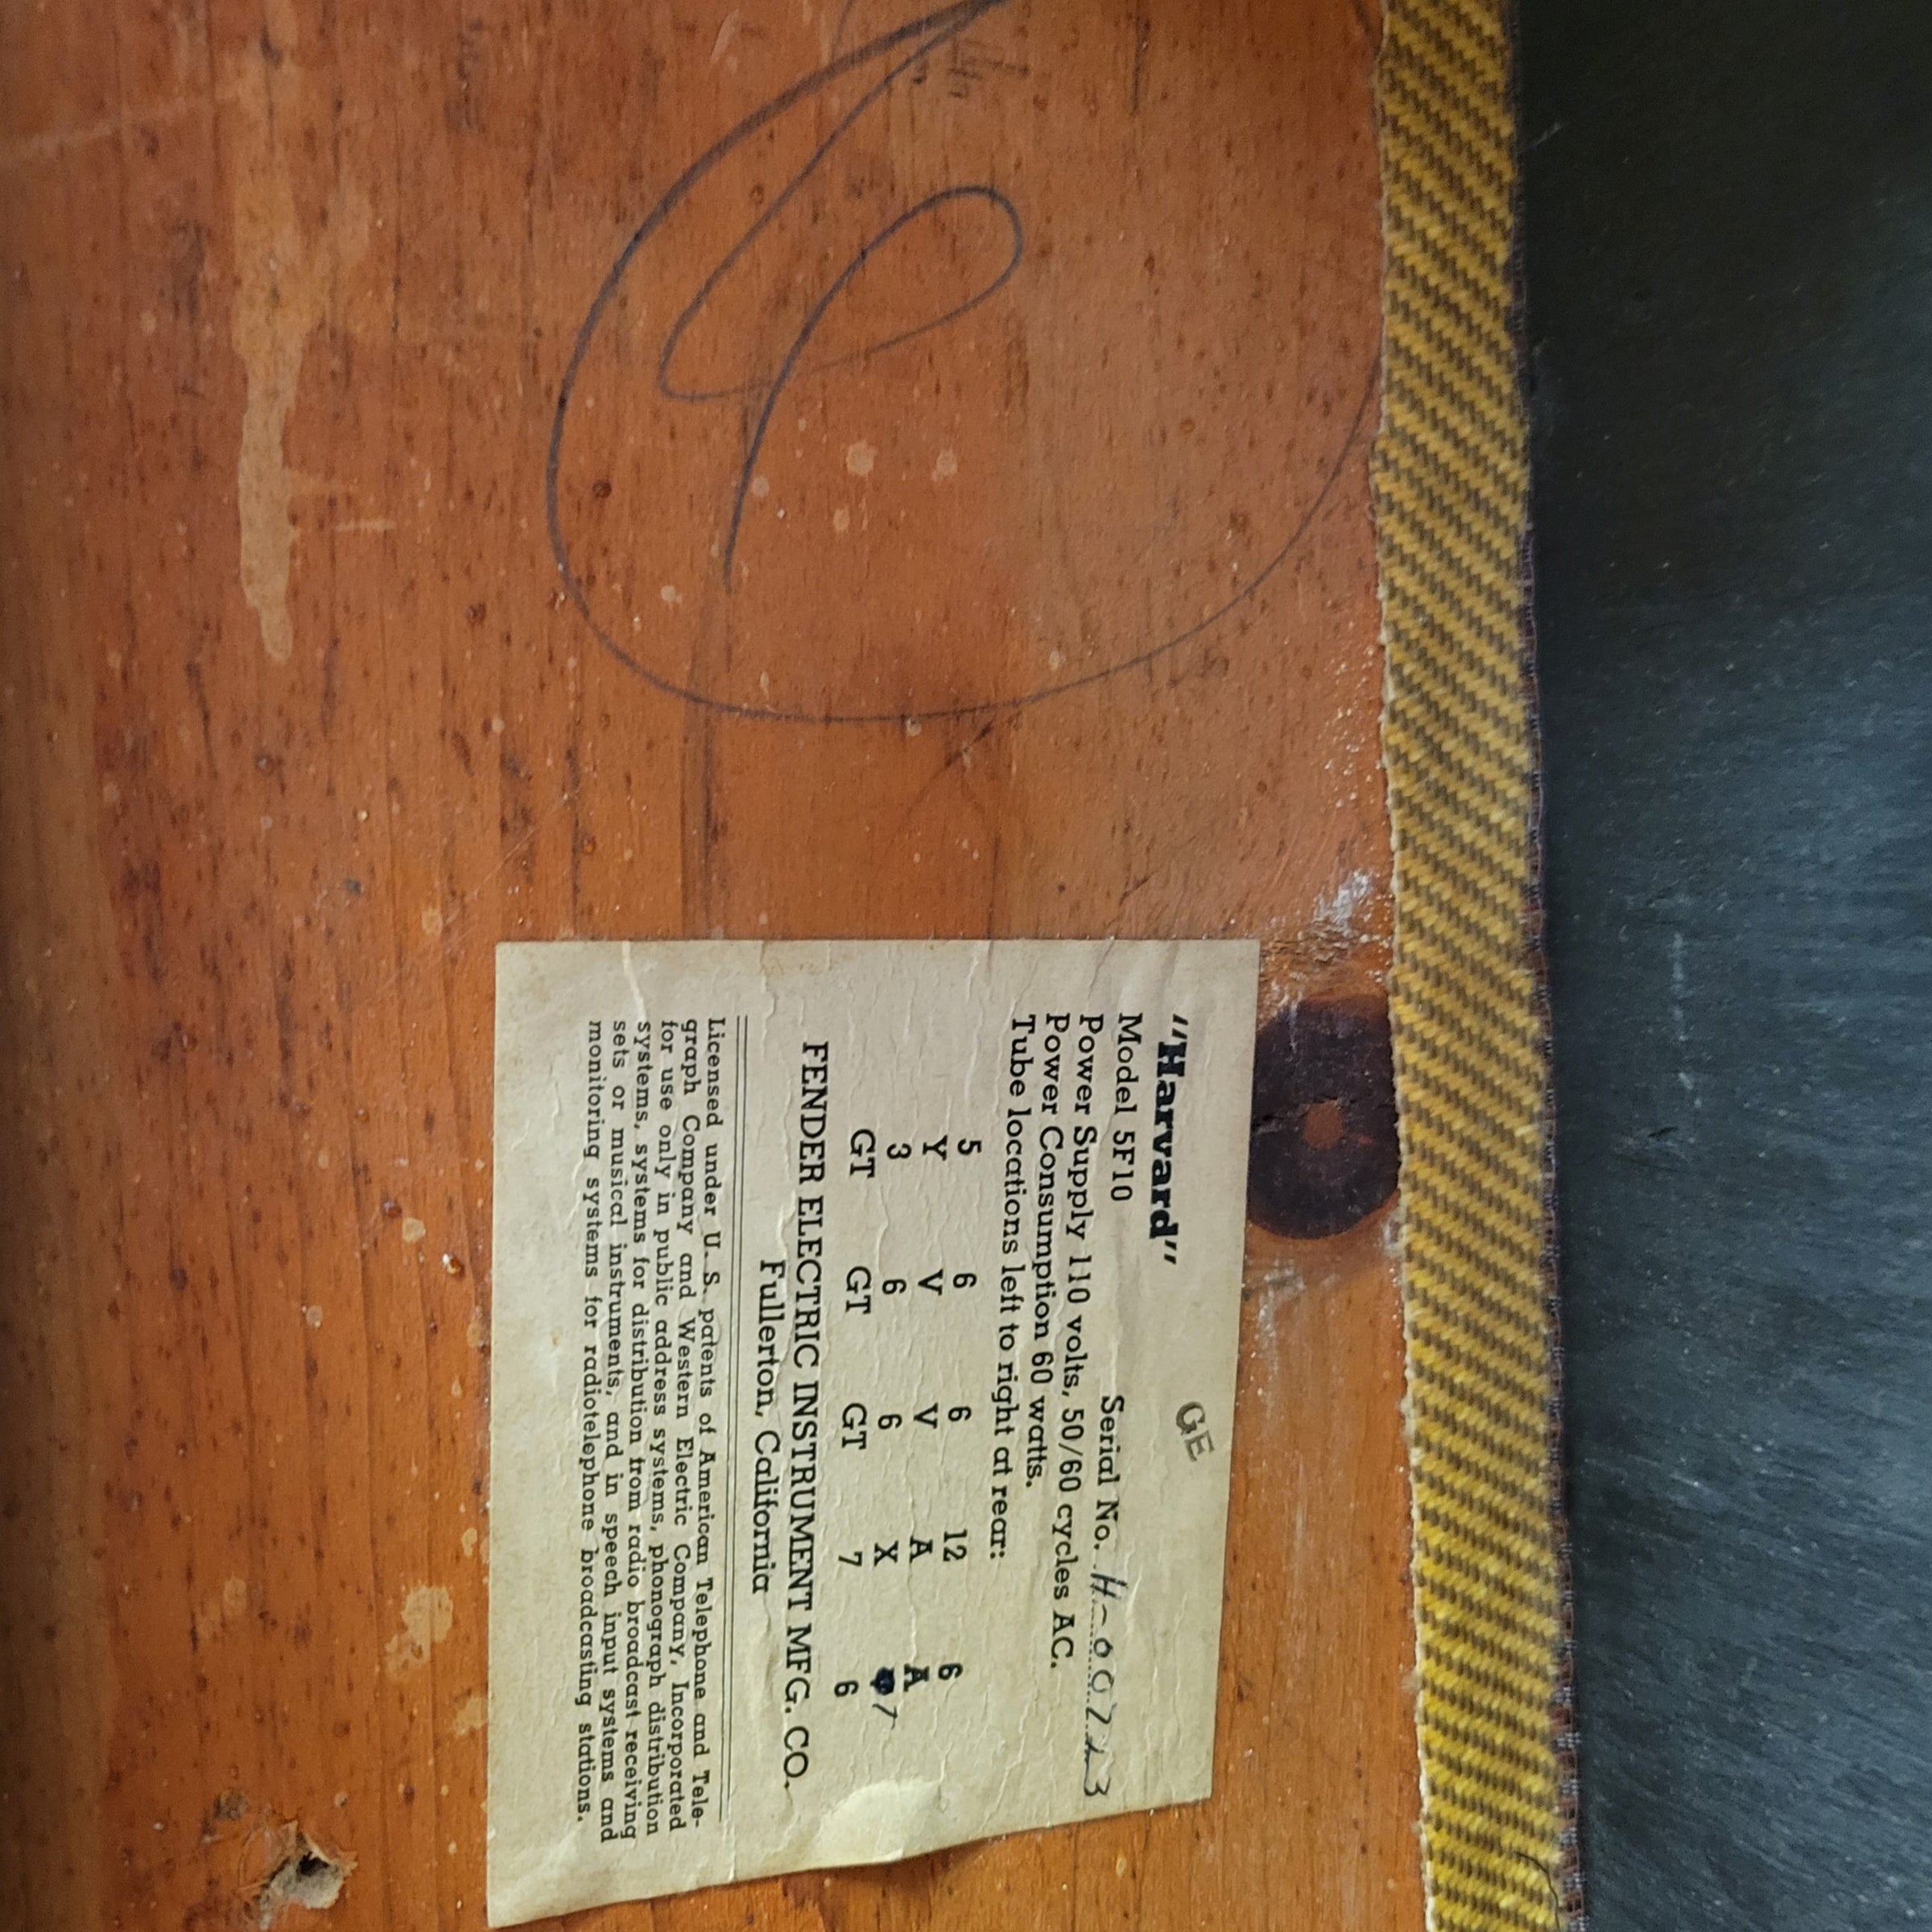 GE
"Harvard"
Model 5F10 Serial No.
Power Supply 110 volts, 50/60 cycles AC.
Power Consumption 60 watts.
Tube locations left to right at rear:
5 6 6 12 6
Y V V A A
3 6 6 X 7
GT GT GT 7 6
FENDER ELECTRIC INSTRUMENT MFG. CO.
Fullerton, California
Licensed under U. S. patents of American Telephone and Tele-
graph Company and Western Electric Company, Incorporated
for use only in public address systems, phonograph distribution
systems, systems for distribution from radio broadcast receiving
sets or musical instruments, and in speech input systems and
monitoring systems for radiotelephone broadcasting stations.